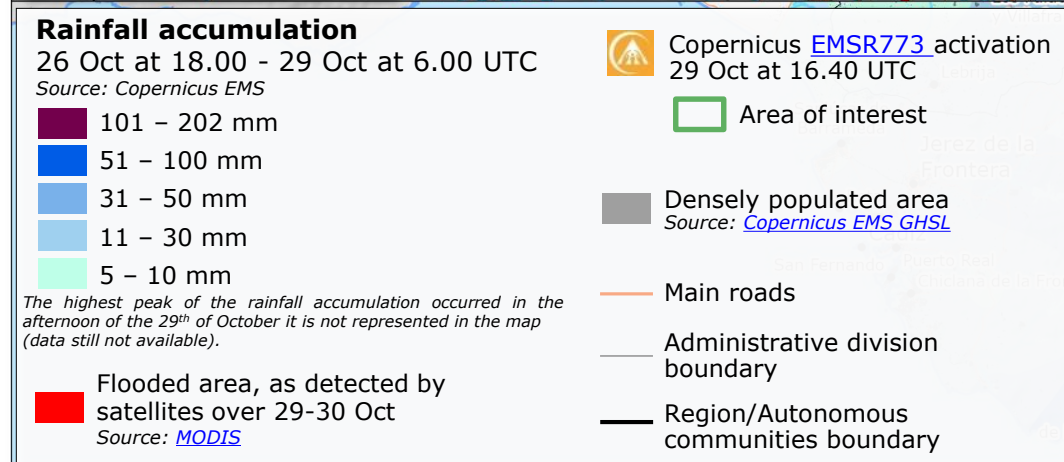 Rainfall accumulation
26 Oct at 18.00 - 29 Oct at 6.00 UTC
Source: Copernicus EMS
101 – 202 mm
51 – 100 mm
31 – 50 mm
11 – 30 mm
5 – 10 mm
The highest peak of the rainfall accumulation occurred in the
afternoon of the 29th of October it is not represented in the map
(data still not available).
Flooded area, as detected by
satellites over 29-30 Oct
Source: MODIS
Copernicus EMSR773 activation
29 Oct at 16.40 UTC
Area of interest
Densely populated area
Source: Copernicus EMS GHSL
Main roads
Administrative division
boundary
Region/Autonomous
communities boundary
Lebrija
Jerez de la
Frontera
San Fernando
Puerto Real
Chiclana de la Fro